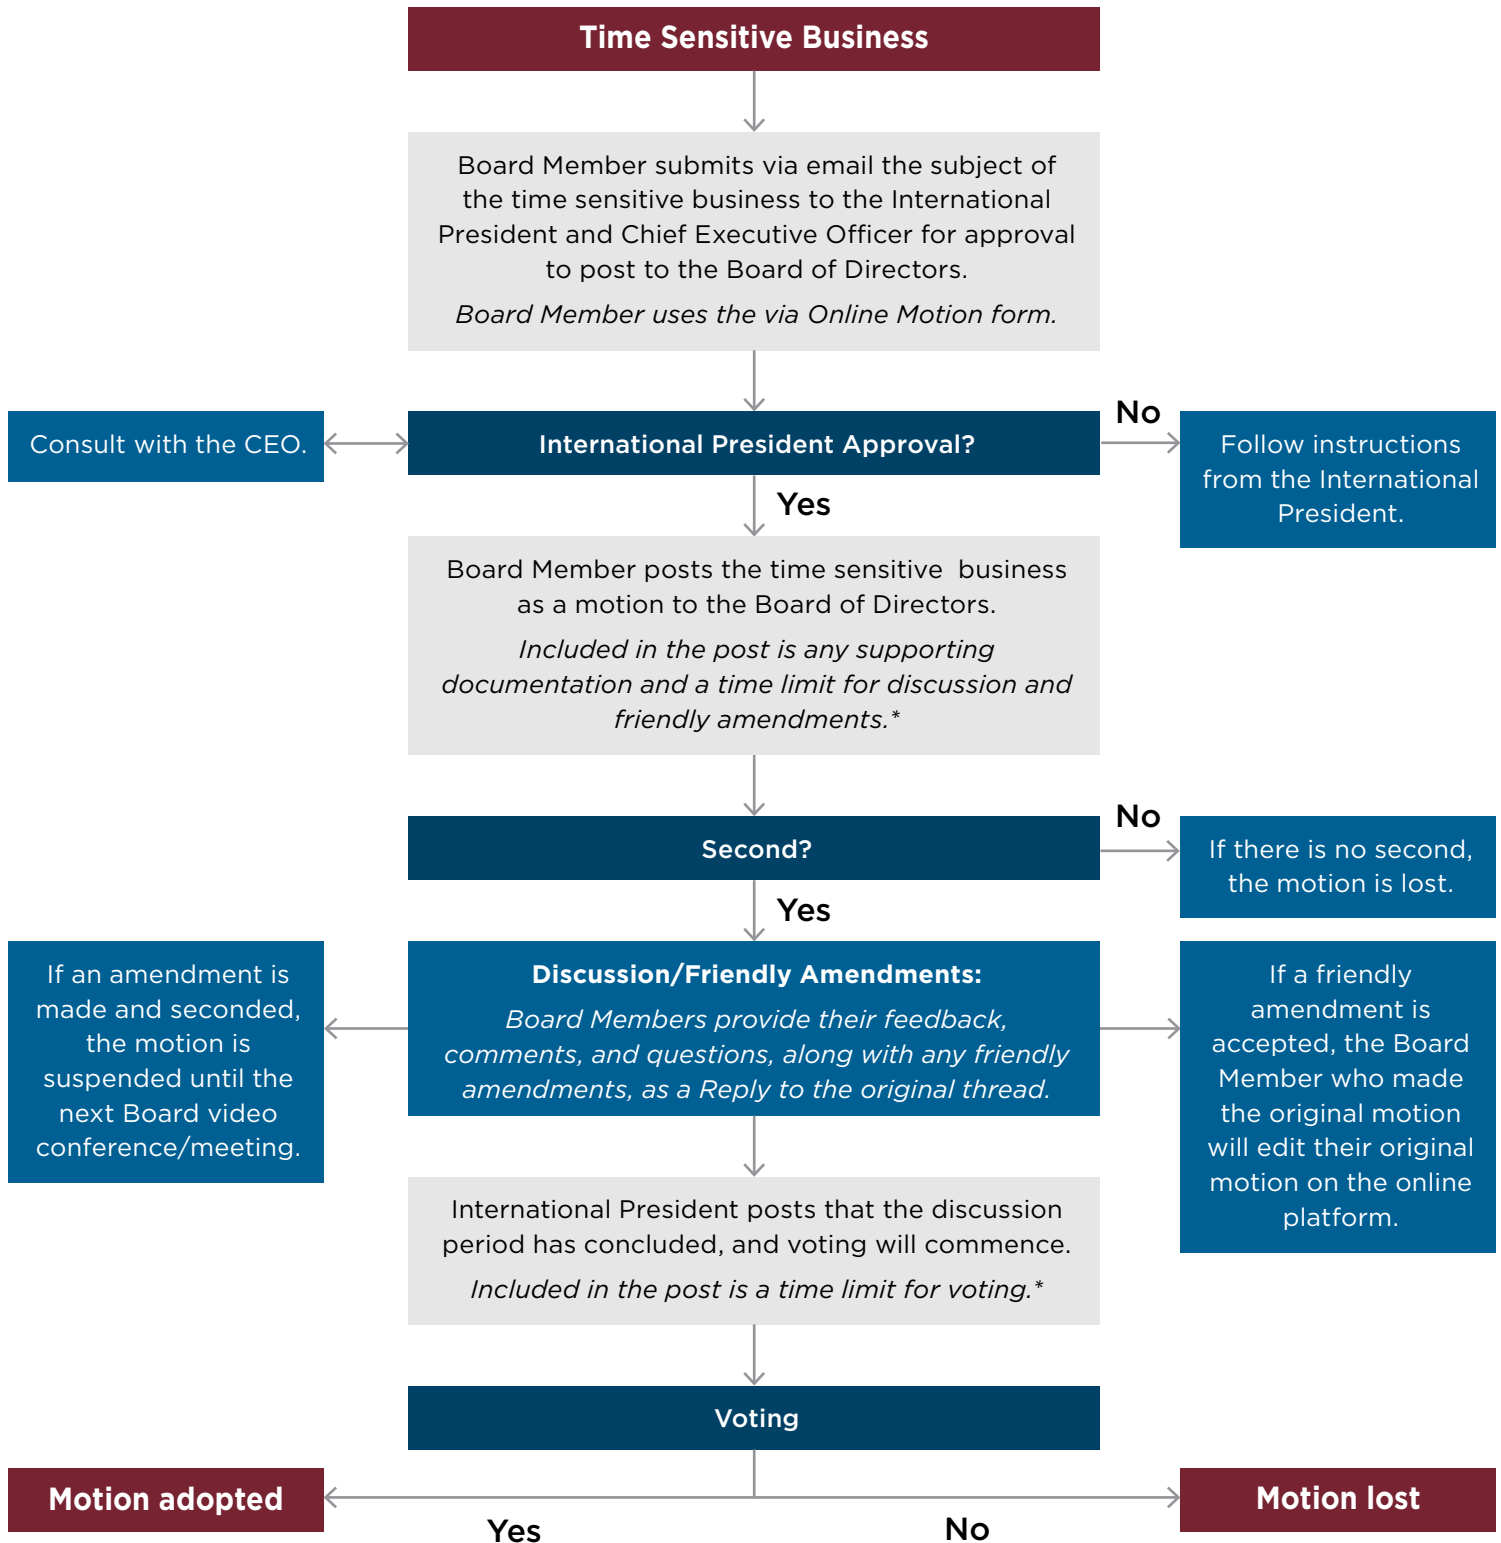 Time Sensitive Business
Board Member submits via email the subject of
the time sensitive business to the International
President and Chief Executive Officer for approval
to post to the Board of Directors.
Board Member uses the via Online Motion form.
Consult with the CEO.
International President Approval?
No
Follow instructions
from the International
President.
Yes
Board Member posts the time sensitive business
as a motion to the Board of Directors.
Included in the post is any supporting
documentation and a time limit for discussion and
friendly amendments.*
Second?
No
If there is no second,
the motion is lost.
Yes
If an amendment is
made and seconded,
the motion is
suspended until the
next Board video
conference/meeting.
Discussion/Friendly Amendments:
Board Members provide their feedback,
comments, and questions, along with any friendly
amendments, as a Reply to the original thread.
If a friendly
amendment is
accepted, the Board
Member who made
the original motion
will edit their original
motion on the online
platform.
International President posts that the discussion
period has concluded, and voting will commence.
Included in the post is a time limit for voting.*
Voting
Motion adopted
Yes
No
Motion lost